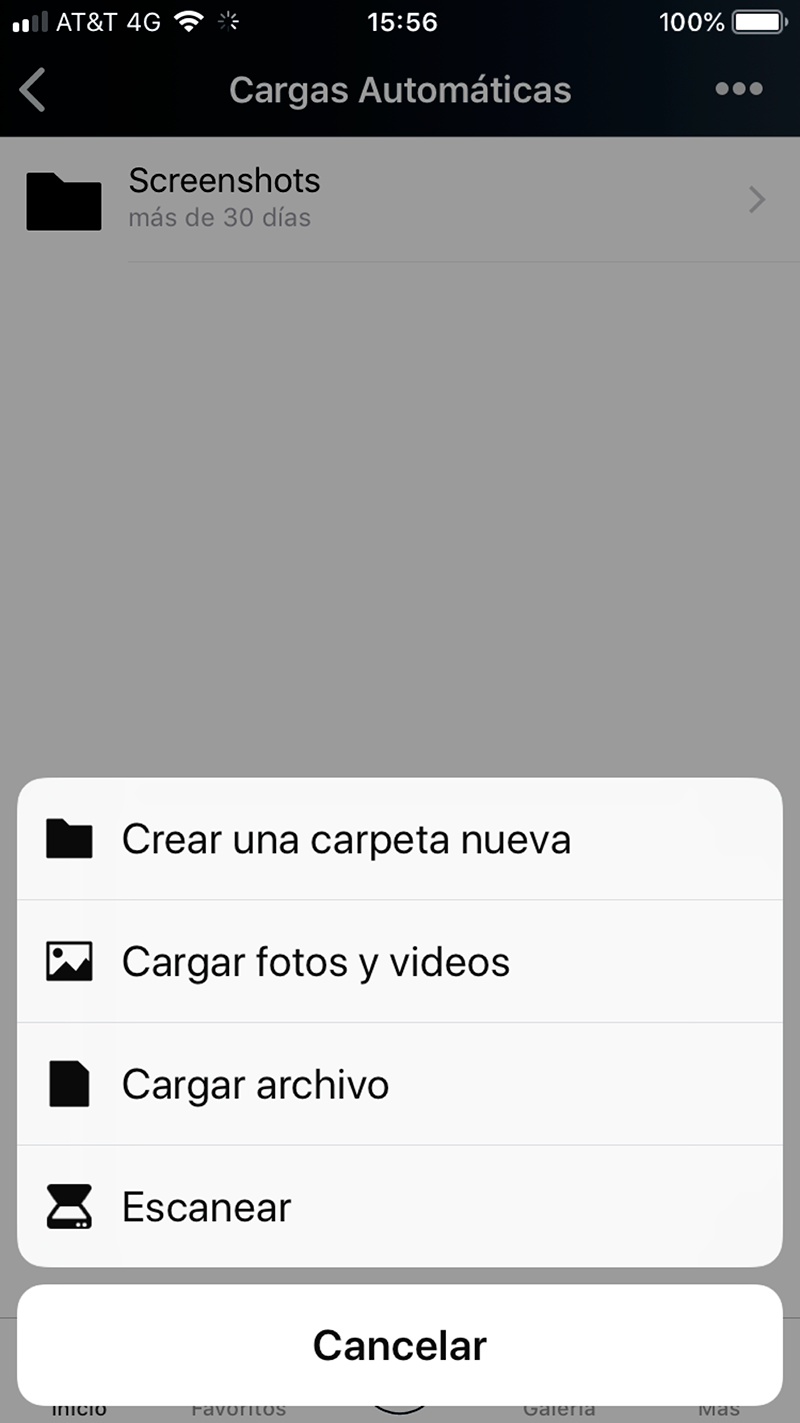 AT&T 4G 15:56 100%
Cargas Automáticas
Screenshots
más de 30 días
Crear una carpeta nueva
Cargar fotos y videos
Cargar archivo
Escanear
Cancelar
Inicio Favoritos Galería Más